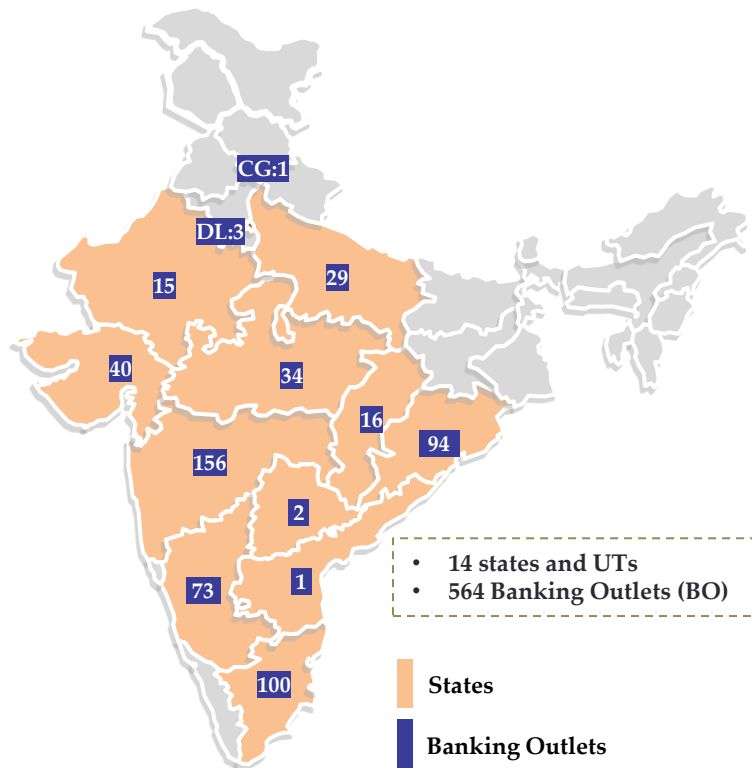 CG:1
DL:3
15
29
40
34
16
94
156
2
1
73
100
• 14 states and UTs
• 564 Banking Outlets (BO)
States
Banking Outlets